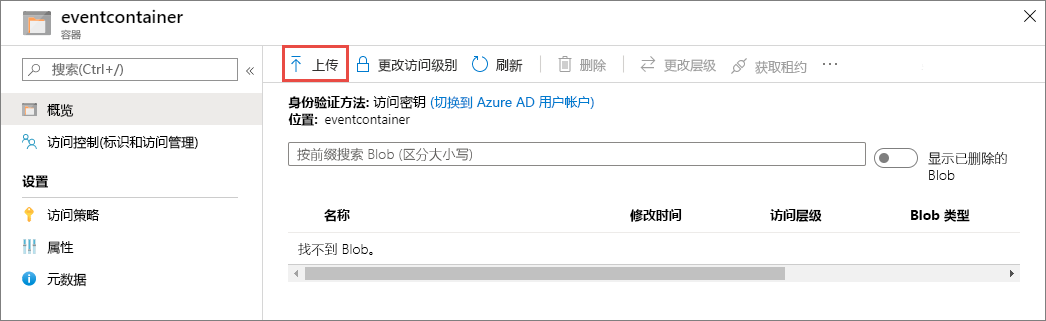 eventcontainer
容器
搜索(Ctrl+/)
«
概览
访问控制(标识和访问管理)
设置
访问策略
属性
元数据
上传 更改访问级别 刷新 删除 更改层级 获取租约 ···
身份验证方法: 访问密钥 (切换到 Azure AD 用户帐户)
位置: eventcontainer
按前缀搜索 Blob (区分大小写)
显示已删除的
Blob
名称 修改时间 访问层级 Blob 类型
找不到 Blob。